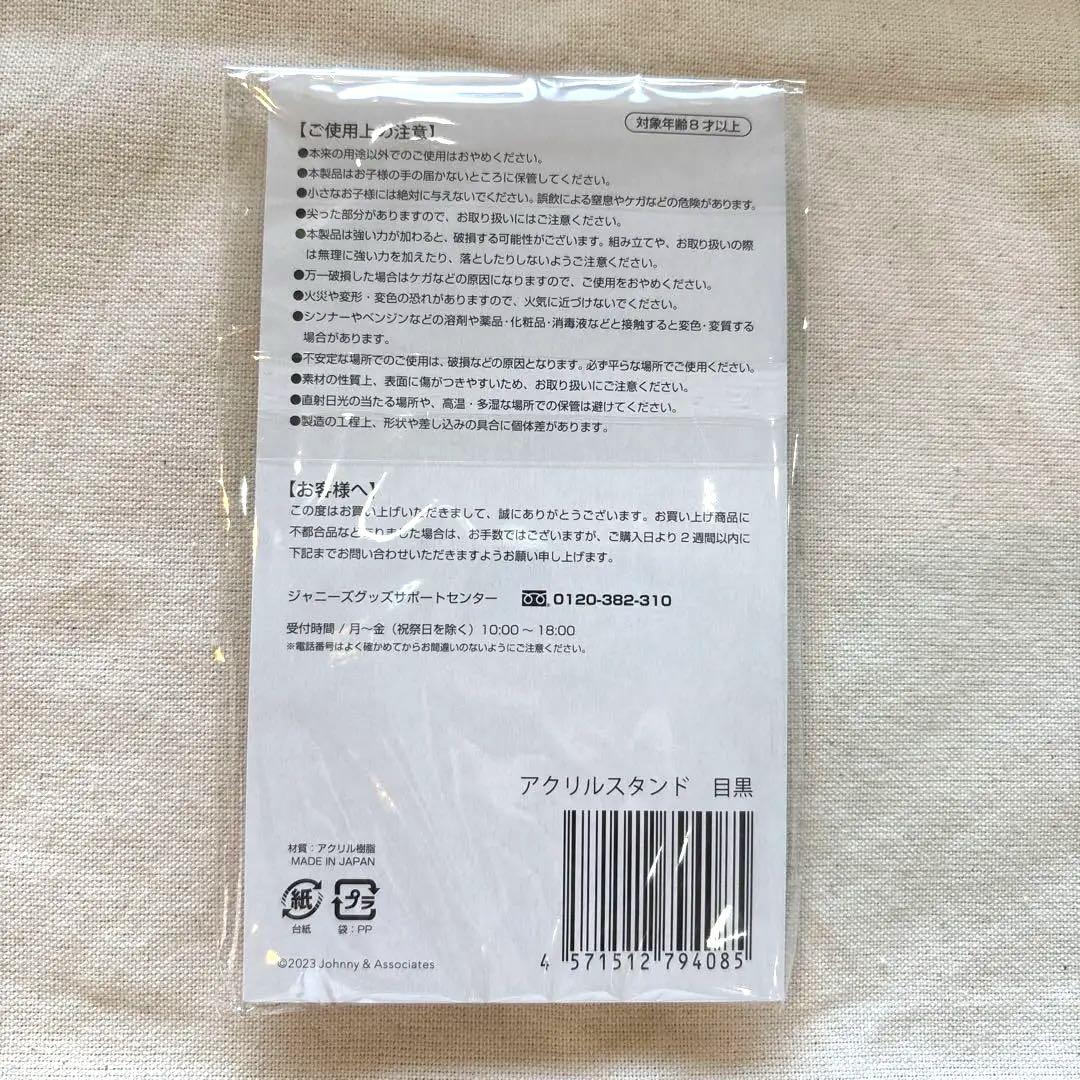 【ご使用上の注意】
対象年齢8才以上
●本来の用途以外でのご使用はおやめください。
●本製品はお子様の手の届かないところに保管してください。
●小さなお子様には絶対に与えないでください。誤飲による窒息やケガなどの危険があります。
●尖った部分がありますので、お取り扱いにはご注意ください。
●本製品は強い力が加わると、破損する可能性がございます。組み立てや、お取り扱いの際
は無理に強い力を加えたり、落としたりしないようご注意ください。
●万一破損した場合はケガなどの原因になりますので、ご使用をおやめください。
●火災や変形・変色の恐れがありますので、火気に近づけないでください。
●シンナーやベンジンなどの溶剤や薬品・化粧品・消毒液などと接触すると変色・変質する
場合があります。
●不安定な場所でのご使用は、破損などの原因となります。必ず平らな場所でご使用ください。
●素材の性質上、表面に傷がつきやすいため、お取り扱いにご注意ください。
●直射日光の当たる場所や、高温・多湿な場所での保管は避けてください。
●製造の工程上、形状や差し込みの具合に個体差があります。
【お客様へ】
この度はお買い上げいただきまして、誠にありがとうございます。お買い上げ商品に
不都合品などありました場合は、お手数ではございますが、ご購入日より2週間以内に
下記までお問い合わせいただきますようお願い申し上げます。
ジャニーズグッズサポートセンター 0120-382-310
受付時間 / 月〜金（祝祭日を除く）10:00 〜 18:00
※電話番号はよく確かめてからお間違いのないようにご注意ください。
アクリルスタンド 目黒
材質：アクリル樹脂
MADE IN JAPAN
紙 プラ
台紙 袋：PP
©2023 Johnny & Associates
4 571512 794085